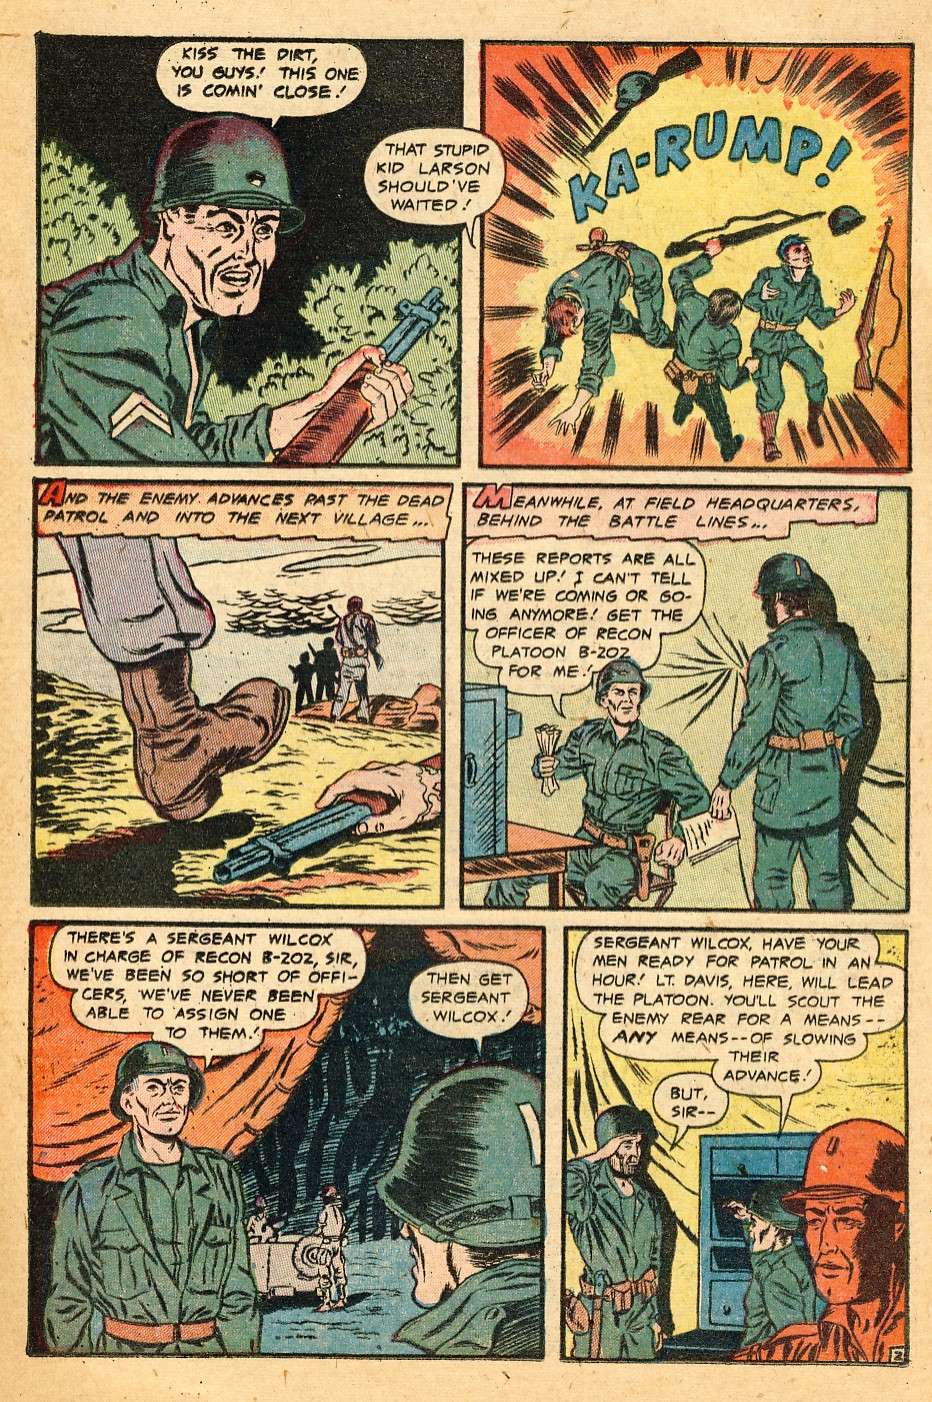 KISS THE DIRT,
YOU GUYS! THIS ONE
IS COMIN' CLOSE!
THAT STUPID
KID LARSON
SHOULD'VE
WAITED!
KA-RUMP!
AND THE ENEMY ADVANCES PAST THE DEAD
PATROL AND INTO THE NEXT VILLAGE...
MEANWHILE, AT FIELD HEADQUARTERS,
BEHIND THE BATTLE LINES...
THESE REPORTS ARE ALL
MIXED UP! I CAN'T TELL
IF WE'RE COMING OR GO-
ING ANYMORE! GET THE
OFFICER OF RECON
PLATOON B-202
FOR ME!
THERE'S A SERGEANT WILCOX
IN CHARGE OF RECON B-202, SIR,
WE'VE BEEN SO SHORT OF OFFI-
CERS, WE'VE NEVER BEEN
ABLE TO ASSIGN ONE
TO THEM!
THEN GET
SERGEANT
WILCOX!
SERGEANT WILCOX, HAVE YOUR
MEN READY FOR PATROL IN AN
HOUR! LT. DAVIS, HERE, WILL LEAD
THE PLATOON. YOU'LL SCOUT THE
ENEMY REAR FOR A MEANS--
ANY MEANS--OF SLOWING
THEIR
ADVANCE!
BUT,
SIR--
2